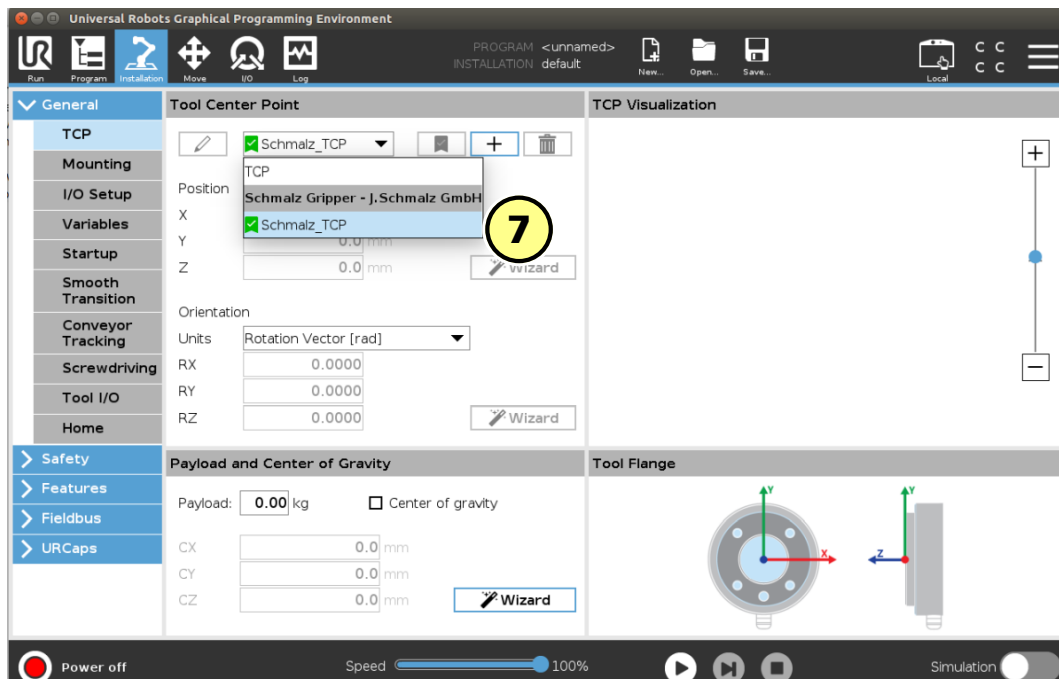 Universal Robots Graphical Programming Environment
PROGRAM <unnamed>
INSTALLATION default
Run Program Installation Move I/O Log New... Open... Save... Local
C C
C C
General
TCP
Mounting
I/O Setup
Variables
Startup
Smooth
Transition
Conveyor
Tracking
Screwdriving
Tool I/O
Home
Safety
Features
Fieldbus
URCaps
Tool Center Point
Schmalz_TCP
+
TCP
Schmalz Gripper - J.Schmalz GmbH
Schmalz_TCP
7
Position
X
Y 0.0 mm
Z 0.0 mm
Wizard
Orientation
Units Rotation Vector [rad]
RX 0.0000
RY 0.0000
RZ 0.0000
Wizard
Payload and Center of Gravity
Payload: 0.00 kg Center of gravity
CX 0.0 mm
CY 0.0 mm
CZ 0.0 mm
Wizard
TCP Visualization
+
−
Tool Flange
Y
X
Y
Z
Power off
Speed 100%
Simulation